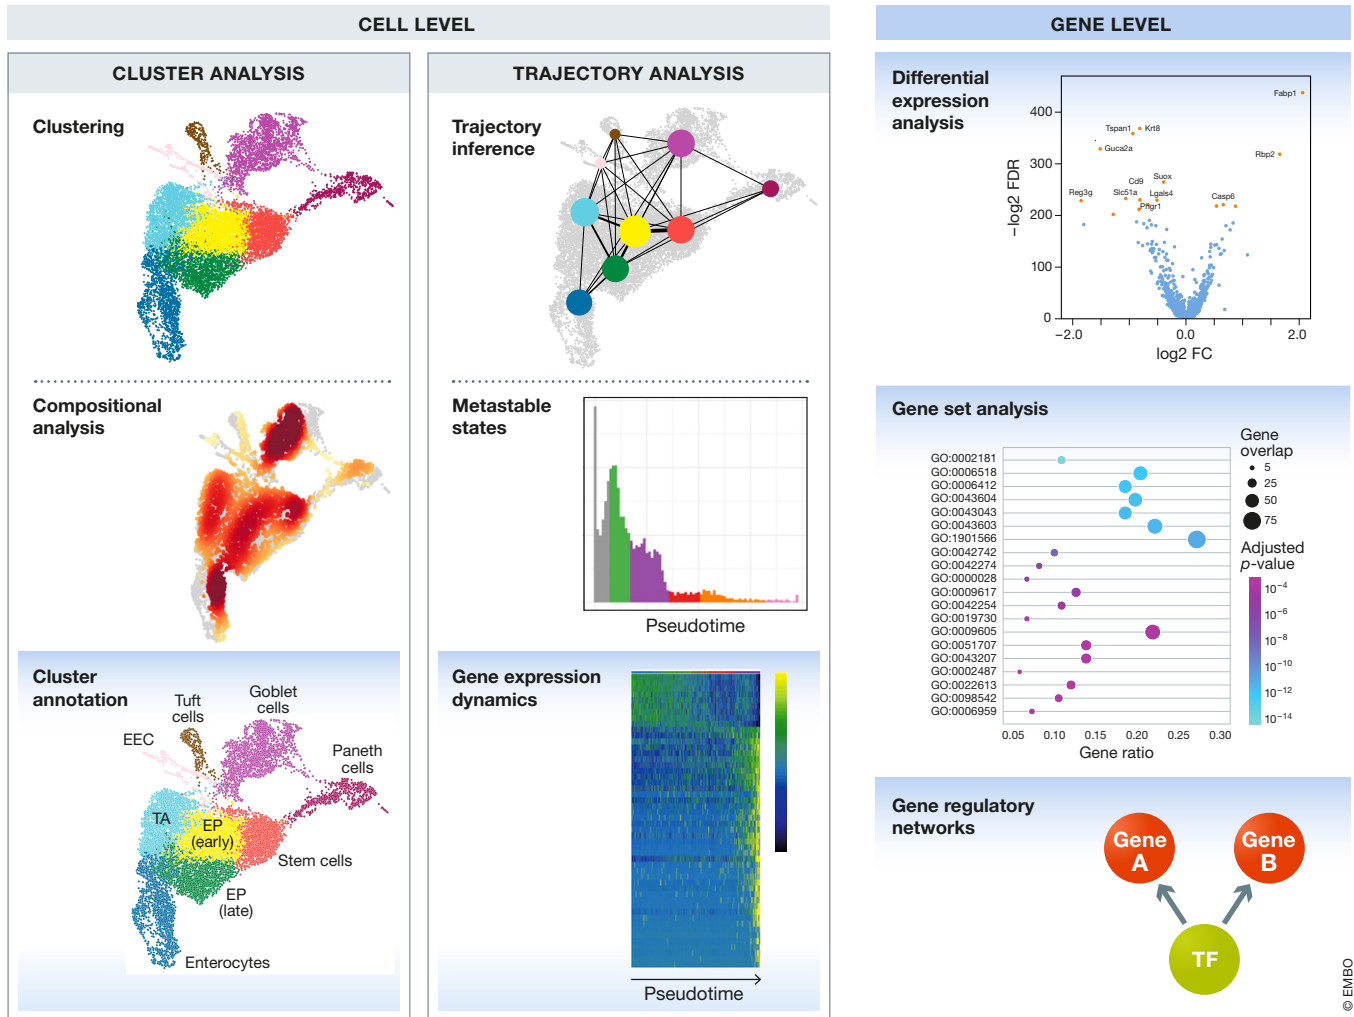 CELL LEVEL
CLUSTER ANALYSIS
Clustering
Compositional
analysis
Cluster
annotation
Tuft
cells
Goblet
cells
EEC
Paneth
cells
TA
EP
(early)
Stem cells
EP
(late)
Enterocytes
TRAJECTORY ANALYSIS
Trajectory
inference
Metastable
states
Pseudotime
Gene expression
dynamics
Pseudotime
GENE LEVEL
Differential
expression
analysis
−log2 FDR
400
300
200
100
0
−2.0
0.0
2.0
log2 FC
Fabp1
Tspan1
Krt8
Guca2a
Rbp2
Suox
Cd9
Reg3g
Slc51a
Lgals4
Casp6
Pftgr1
Gene set analysis
GO:0002181
GO:0006518
GO:0006412
GO:0043604
GO:0043043
GO:0043603
GO:1901566
GO:0042742
GO:0042274
GO:0000028
GO:0009617
GO:0042254
GO:0019730
GO:0009605
GO:0051707
GO:0043207
GO:0002487
GO:0022613
GO:0098542
GO:0006959
0.05 0.10 0.15 0.20 0.25 0.30
Gene ratio
Gene
overlap
5
25
50
75
Adjusted
p-value
10⁻⁴
10⁻⁶
10⁻⁸
10⁻¹⁰
10⁻¹²
10⁻¹⁴
Gene regulatory
networks
Gene
A
Gene
B
TF
© EMBO